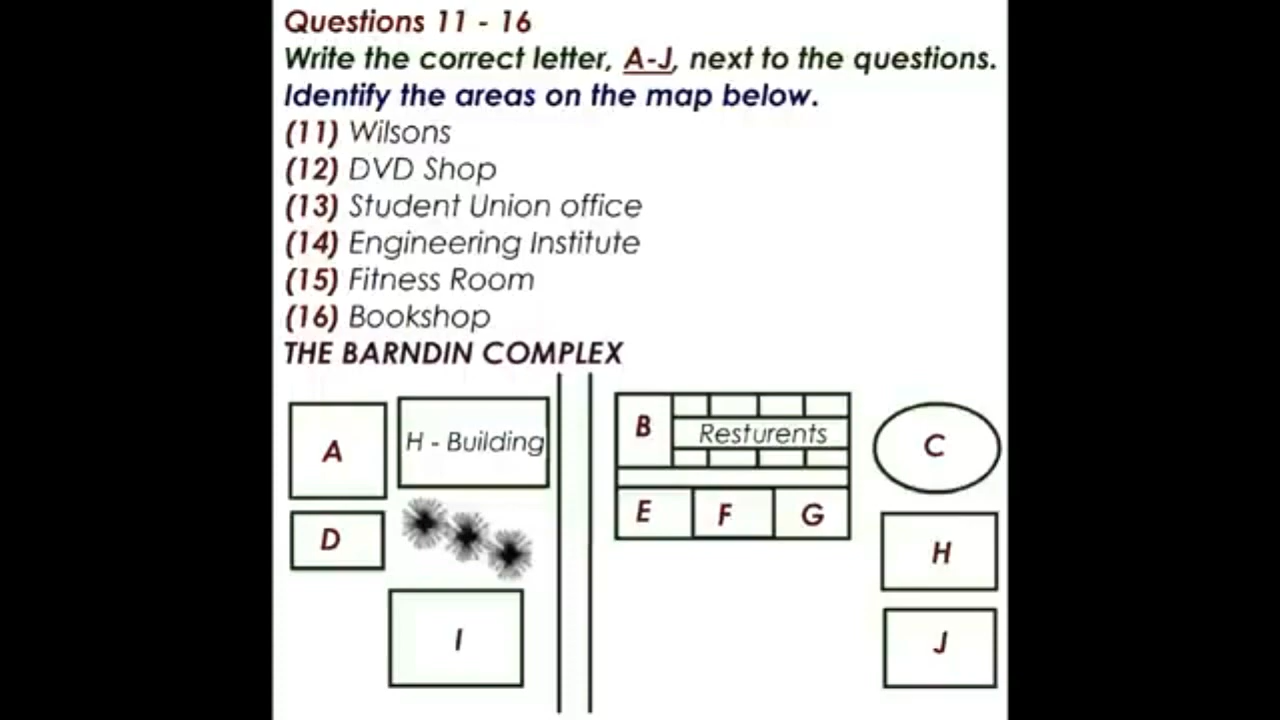 Questions 11 - 16
Write the correct letter, A-J, next to the questions.
Identify the areas on the map below.
(11) Wilsons
(12) DVD Shop
(13) Student Union office
(14) Engineering Institute
(15) Fitness Room
(16) Bookshop
THE BARNDIN COMPLEX
A
H - Building
B
Resturents
C
D
E
F
G
H
I
J